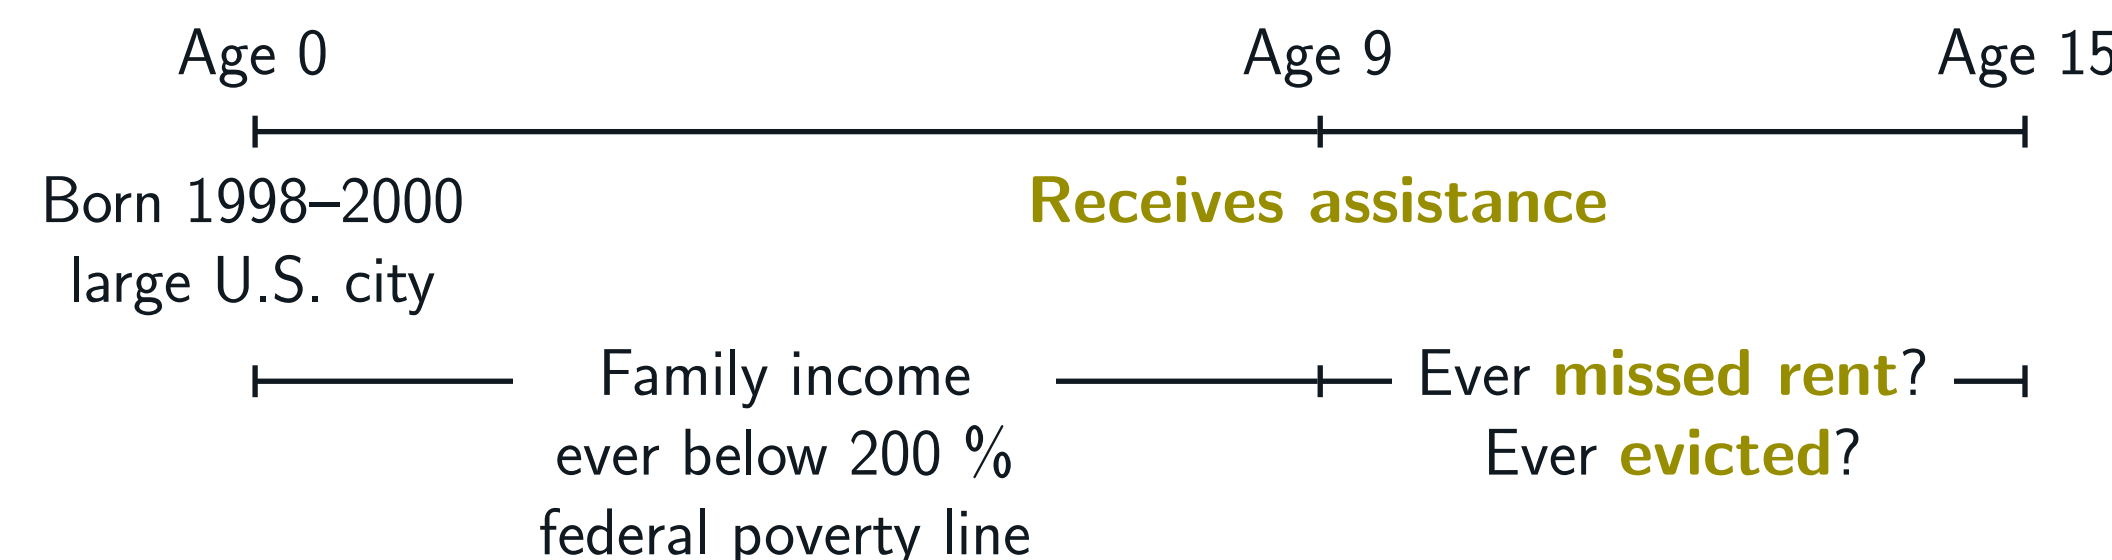 Age 0
Age 9
Age 15
Born 1998–2000
large U.S. city
Receives assistance
Family income
ever below 200 %
federal poverty line
Ever missed rent?
Ever evicted?